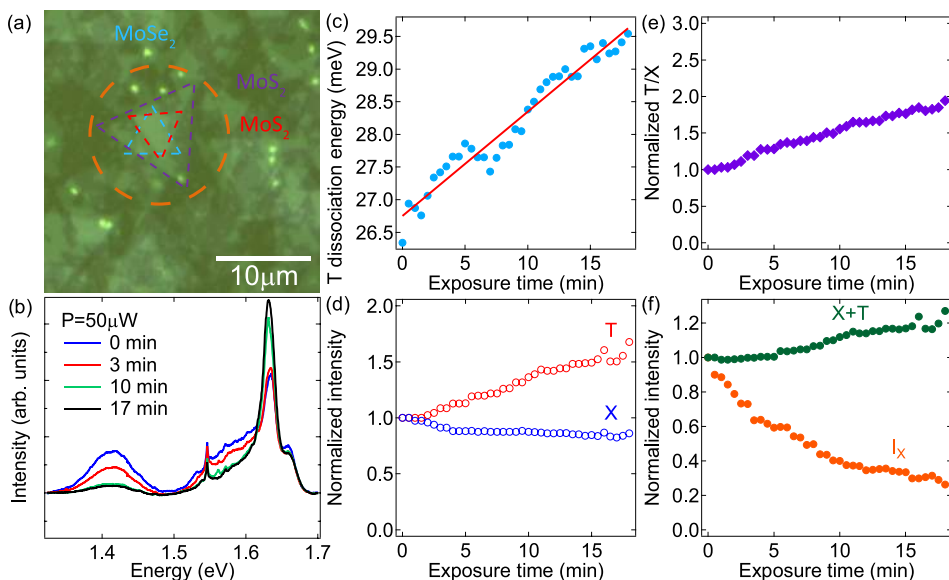 (a)
MoSe₂
MoS₂
MoS₂
10μm
(b)
P=50μW
0 min
3 min
10 min
17 min
Intensity (arb. units)
1.4
1.5
1.6
1.7
Energy (eV)
(c)
T dissociation energy (meV)
29.5
29.0
28.5
28.0
27.5
27.0
26.5
0
5
10
15
Exposure time (min)
(d)
Normalized intensity
2.0
1.5
1.0
0.5
0.0
T
X
0
5
10
15
Exposure time (min)
(e)
Normalized T/X
3.0
2.5
2.0
1.5
1.0
0.5
0.0
0
5
10
15
Exposure time (min)
(f)
Normalized intensity
1.2
1.0
0.8
0.6
0.4
0.2
0.0
X+T
Iₓ
0
5
10
15
Exposure time (min)